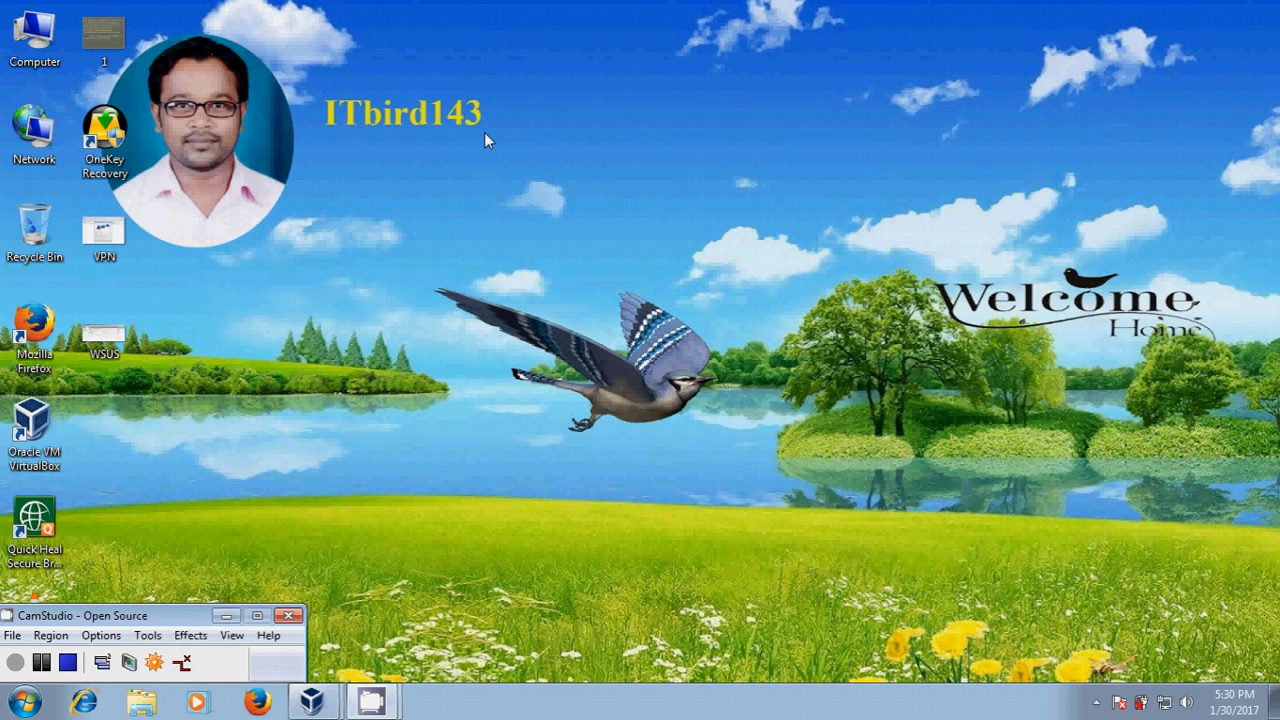 Computer
1
ITbird143
Network
OneKey
Recovery
Recycle Bin
VPN
Welcome
Home
Mozilla
Firefox
WSUS
Oracle VM
VirtualBox
Quick Heal
Secure Br...
CamStudio - Open Source
File Region Options Tools Effects View Help
5:30 PM
1/30/2017